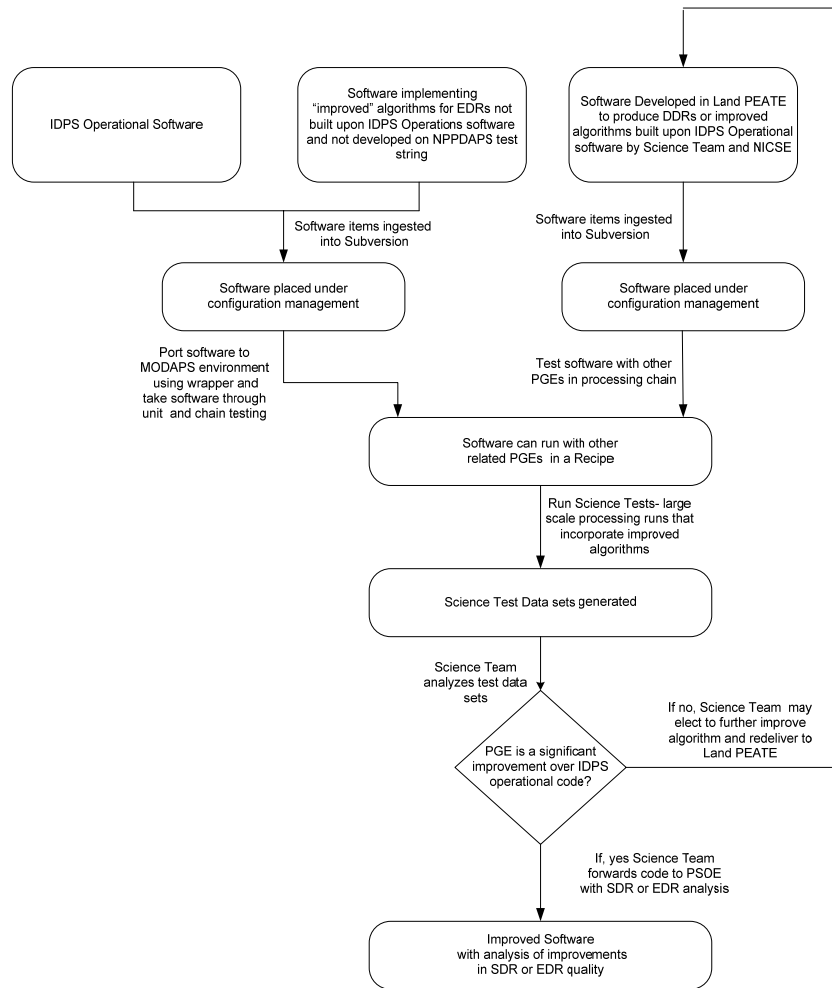 IDPS Operational Software
Software implementing
“improved” algorithms for EDRs not
built upon IDPS Operations software
and not developed on NPPDAPS test
string
Software Developed in Land PEATE
to produce DDRs or improved
algorithms built upon IDPS Operational
software by Science Team and NICSE
Software items ingested
into Subversion
Software items ingested
into Subversion
Software placed under
configuration management
Software placed under
configuration management
Port software to
MODAPS environment
using wrapper and
take software through
unit and chain testing
Test software with other
PGEs in processing chain
Software can run with other
related PGEs in a Recipe
Run Science Tests- large
scale processing runs that
incorporate improved
algorithms
Science Test Data sets generated
Science Team
analyzes test data
sets
If no, Science Team may
elect to further improve
algorithm and redeliver to
Land PEATE
PGE is a significant
improvement over IDPS
operational code?
If, yes Science Team
forwards code to PSOE
with SDR or EDR analysis
Improved Software
with analysis of improvements
in SDR or EDR quality